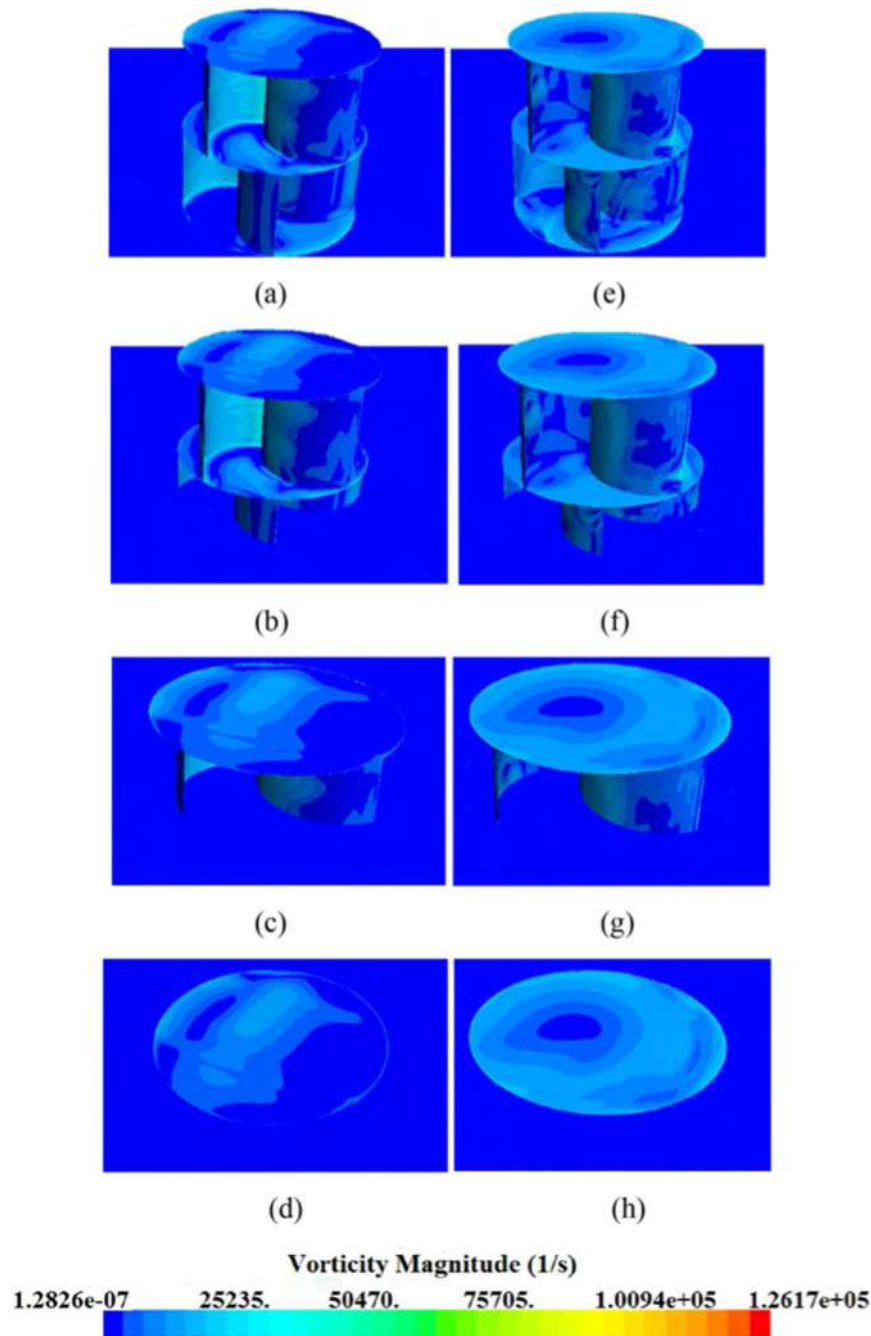 (a) (e)
(b) (f)
(c) (g)
(d) (h)
Vorticity Magnitude (1/s)
1.2826e-07 25235. 50470. 75705. 1.0094e+05 1.2617e+05